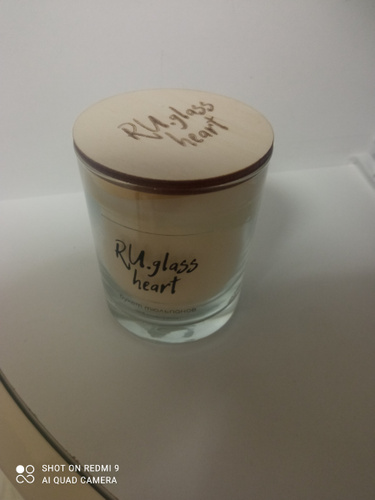 RU.glass
heart
RU.glass
heart
SHOT ON REDMI 9
AI QUAD CAMERA